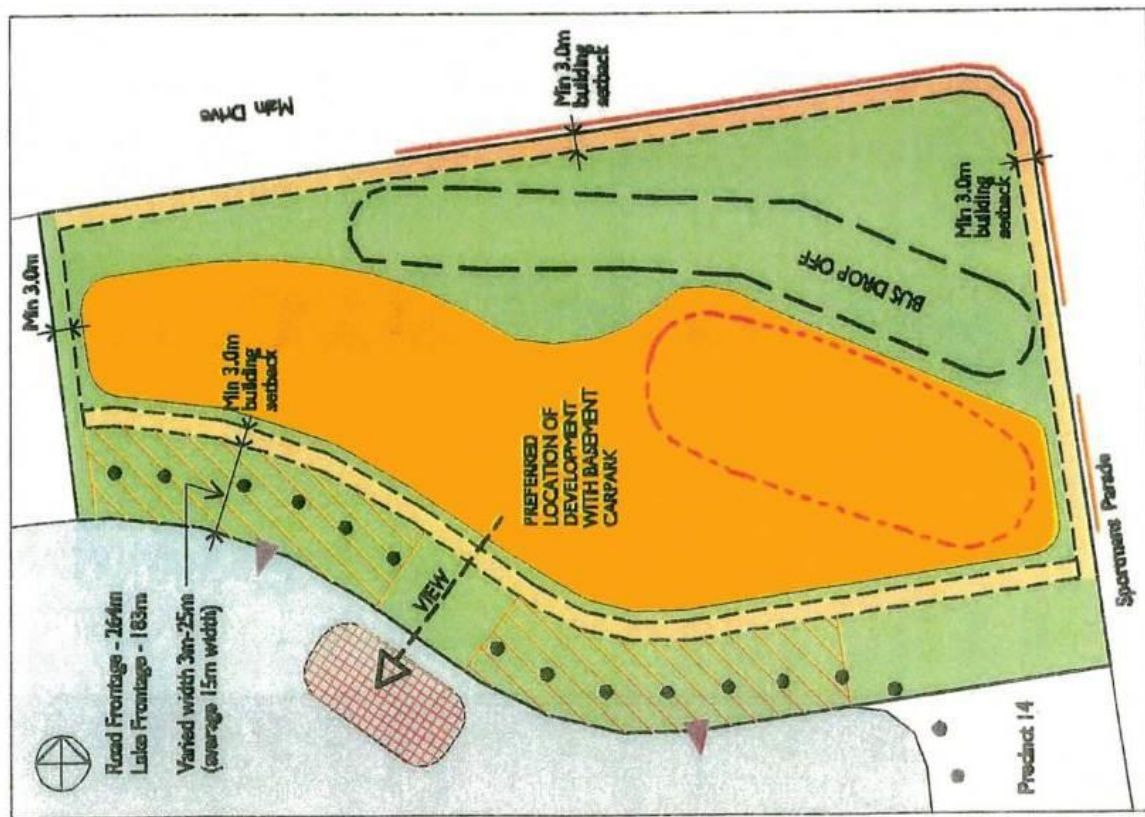 Road Frontage - 264m
Lake Frontage - 183m
Varied width 3m-25m
(average 15m width)
Min 3.0m
Min 3.0m
building
setback
Main Drive
Min 3.0m
building
setback
Min 3.0m
building
setback
BUS DROP OFF
PREFERRED
LOCATION OF
DEVELOPMENT
WITH BASEMENT
CARPARK
VIEW
Sportmens Parade
Precinct 14